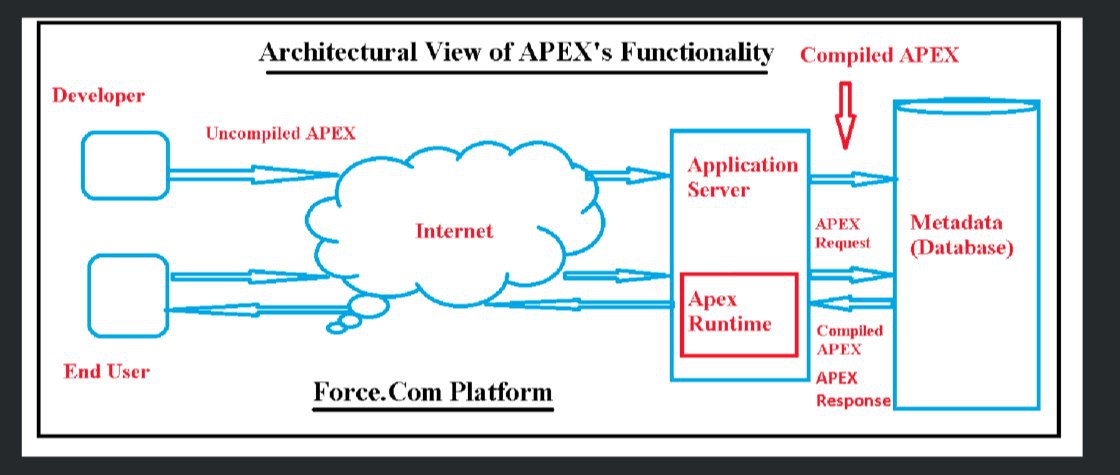 Architectural View of APEX's Functionality
Compiled APEX
Developer
Uncompiled APEX
Application
Server
Internet
APEX
Request
Metadata
(Database)
Apex
Runtime
Compiled
APEX
APEX
Response
End User
Force.Com Platform